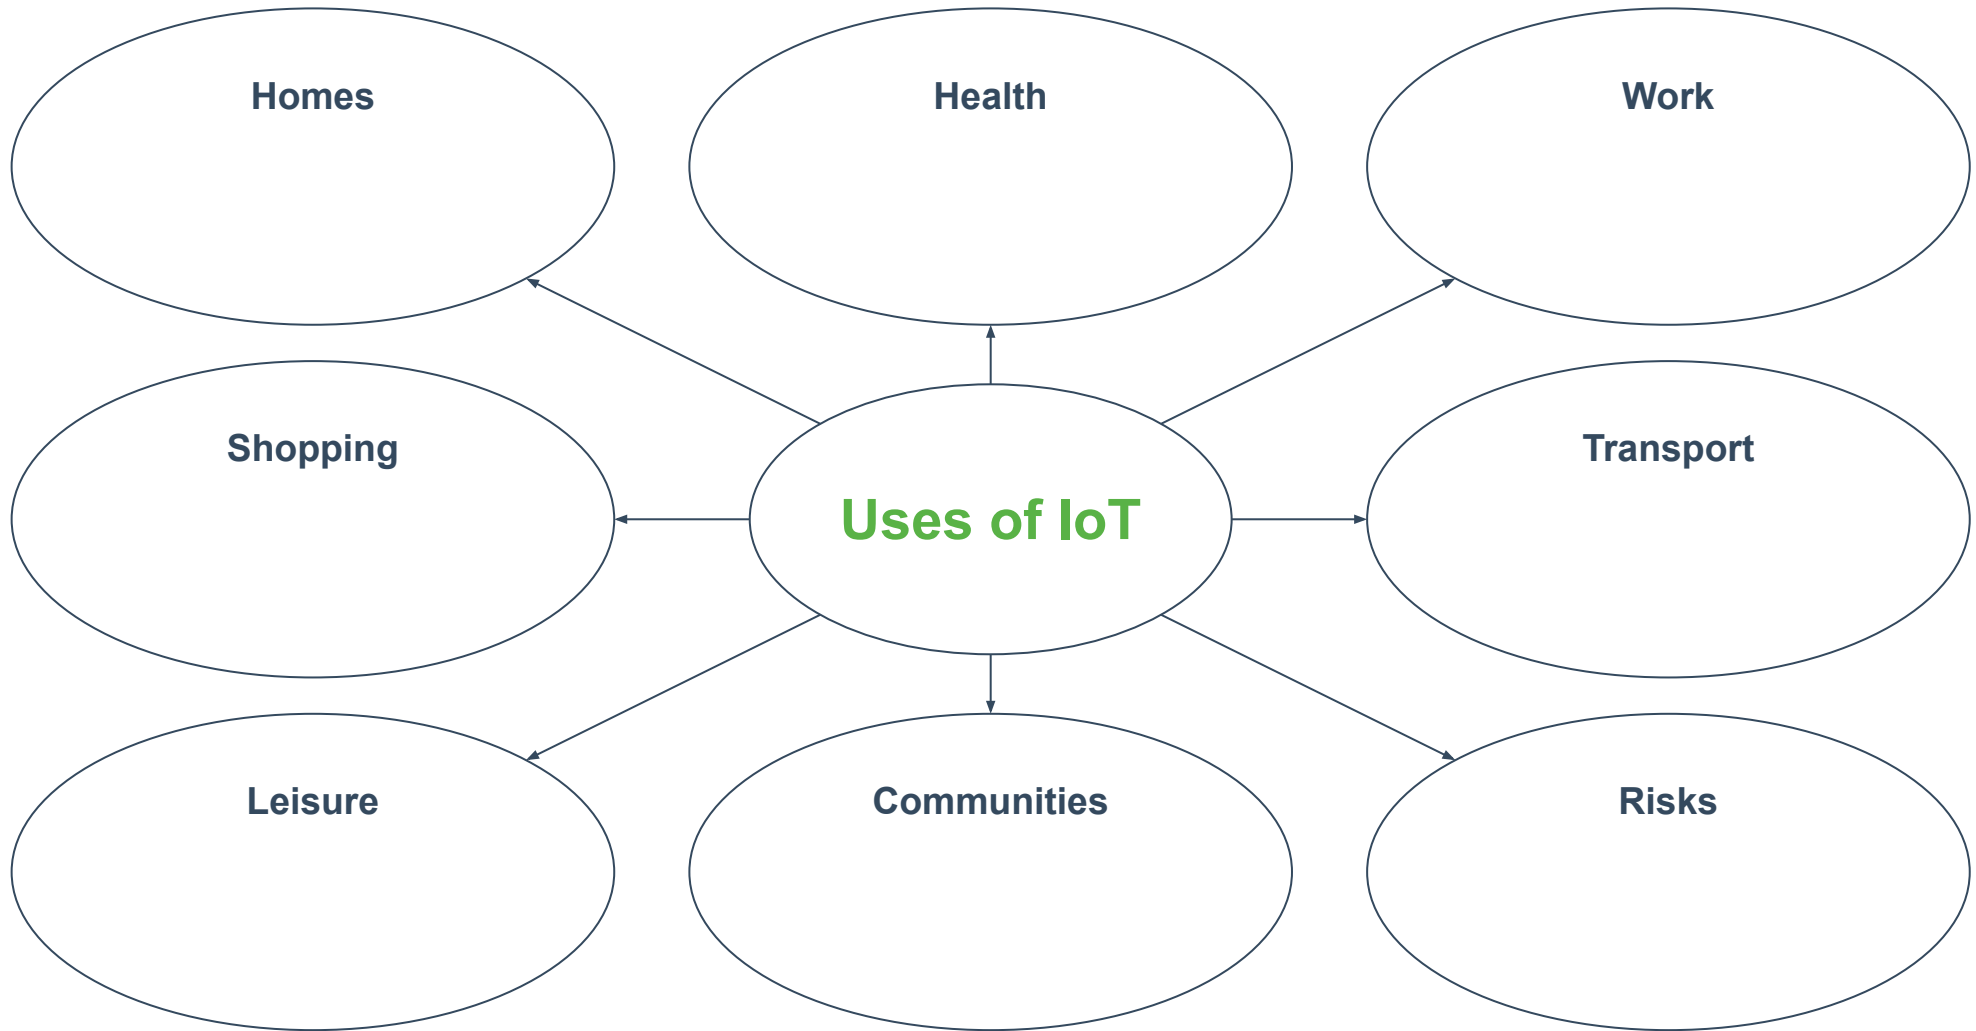 Homes
Health
Work
Shopping
Uses of IoT
Transport
Leisure
Communities
Risks